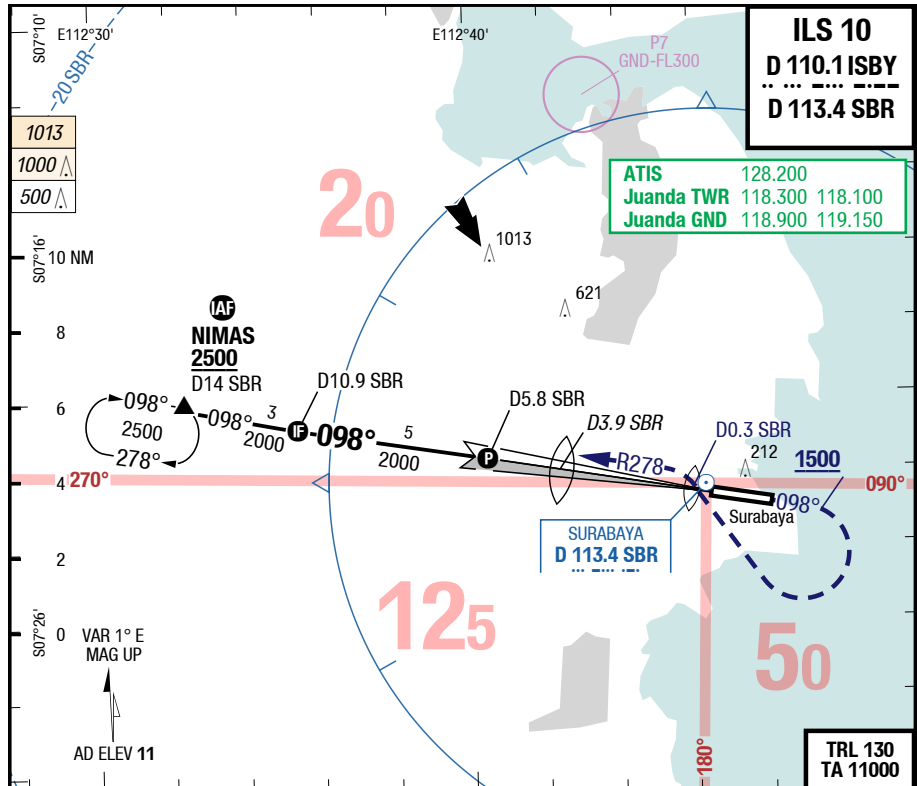 S07°10'
E112°30'
E112°40'
20 SBR
P7
GND-FL300
ILS 10
D 110.1 ISBY
D 113.4 SBR
1013
1000
500
ATIS 128.200
Juanda TWR 118.300 118.100
Juanda GND 118.900 119.150
20
1013
621
S07°16'
10 NM
8
6
4
2
0
IAF
NIMAS
2500
D14 SBR
D10.9 SBR
098°
2500
278°
098°
3
2000
IF
098°
5
2000
D5.8 SBR
P
D3.9 SBR
R278
D0.3 SBR
212
1500
270°
090°
098°
Surabaya
SURABAYA
D 113.4 SBR
125
50
S07°26'
VAR 1° E
MAG UP
AD ELEV 11
180°
TRL 130
TA 11000